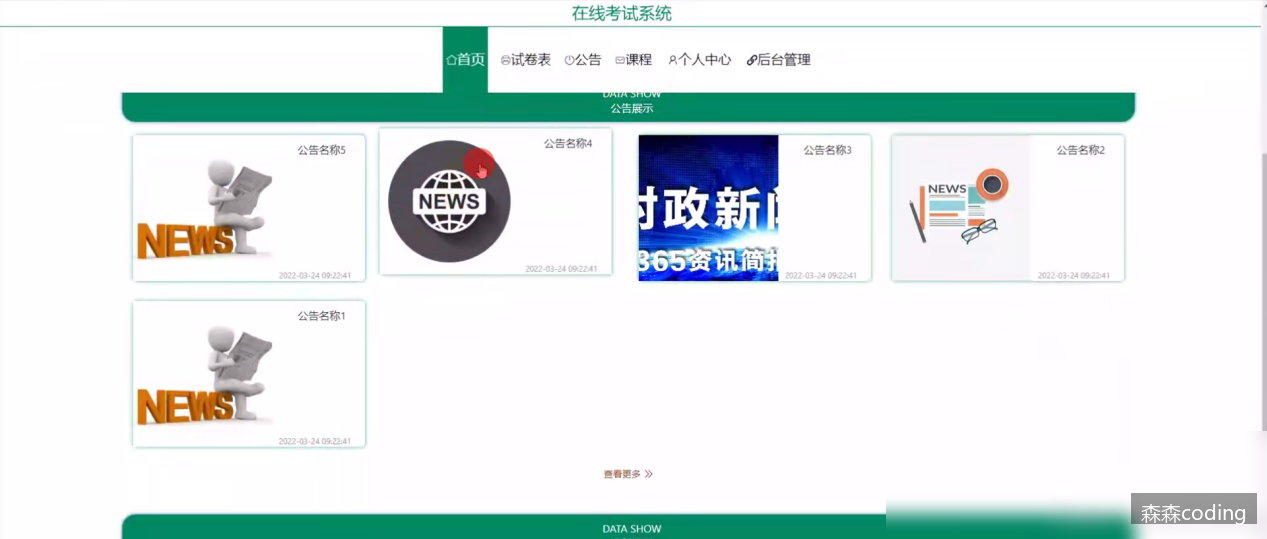 在线考试系统
首页 试卷表 公告 课程 个人中心 后台管理
DATA SHOW
公告展示
公告名称5
NEWS
2022-03-24 09:22:41
公告名称4
NEWS
2022-03-24 09:22:41
公告名称3
时政新闻
365资讯简报
2022-03-24 09:22:41
公告名称2
NEWS
2022-03-24 09:22:41
公告名称1
NEWS
2022-03-24 09:22:41
查看更多
DATA SHOW
森森coding